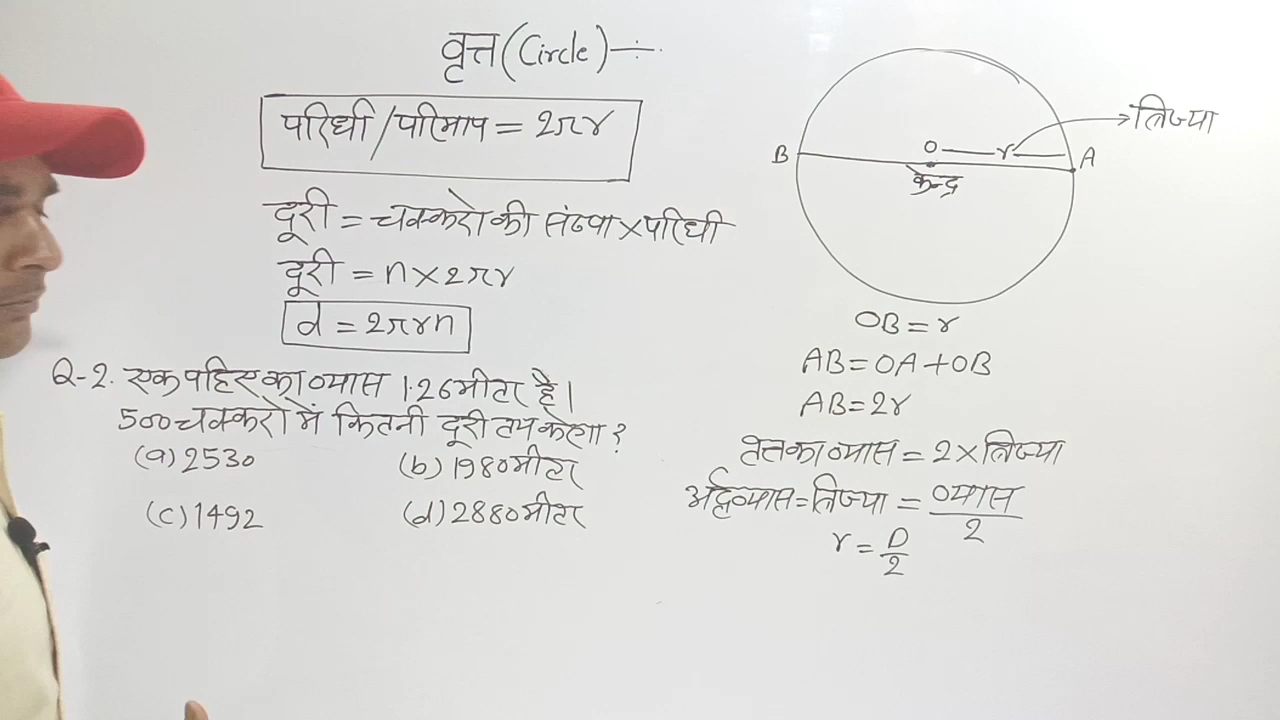 वृत्त (Circle) ÷
परिधी / परिमाप = 2πr
दूरी = चक्करो की संख्या × परिधी
दूरी = n × 2πr
d = 2πrn
Q-2. एक पहिए का व्यास 1.26 मीटर है।
500 चक्करो में कितनी दूरी तय करेगा ?
(a) 2530 (b) 1980 मीटर
(c) 1492 (d) 2880 मीटर
त्रिज्या
B O r A
केन्द्र
OB = r
AB = OA + OB
AB = 2r
वृत्त का व्यास = 2 × त्रिज्या
अर्द्धव्यास = त्रिज्या = व्यास / 2
r = D / 2